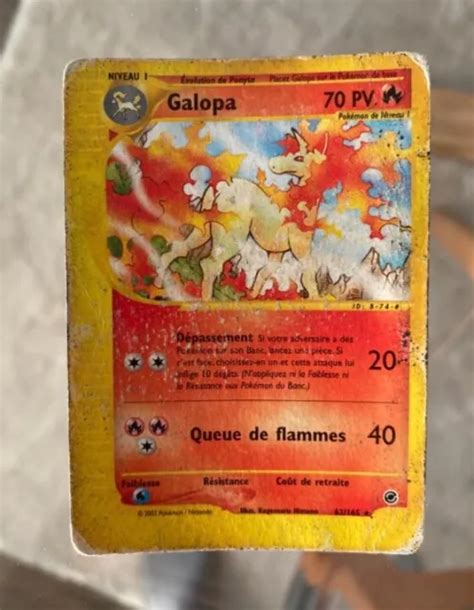 NIVEAU 1 Évolution de Ponyta Placez Galopa sur le Pokémon de base
Galopa 70 PV
Pokémon de Niveau 1
Dépassement Si votre adversaire a des
Pokémon sur son Banc, lancez une pièce. Si
c'est face, choisissez-en un et cette attaque lui
inflige 10 dégâts. (N'appliquez ni la Faiblesse ni
la Résistance aux Pokémon du Banc.)
20
Queue de flammes 40
Faiblesse Résistance Coût de retraite
Illus. Kagemaru Himeno